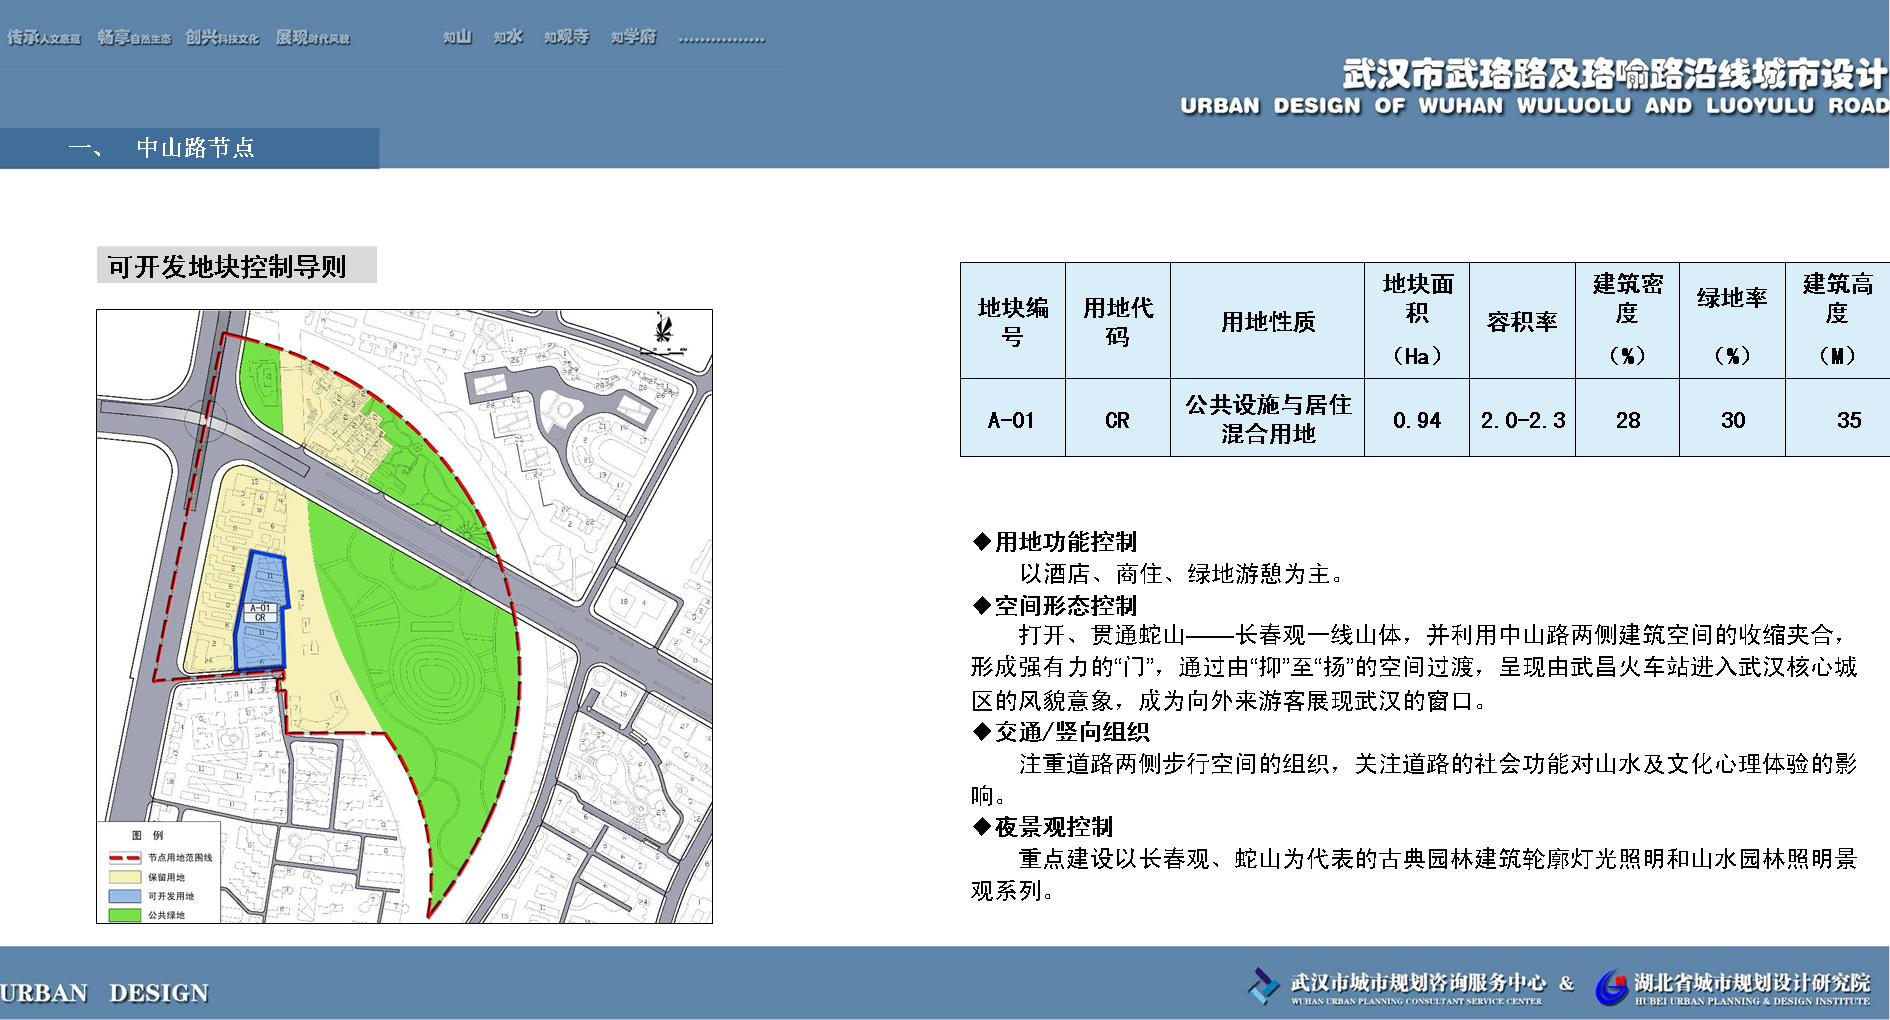 传承人文底蕴 畅享自然生态 创兴科技文化 展现时代风貌 知山 知水 知观寺 知学府 ................
武汉市武珞路及珞喻路沿线城市设计
URBAN DESIGN OF WUHAN WULUOLU AND LUOYULU ROAD
一、 中山路节点
可开发地块控制导则
A-01
CR
图 例
节点用地范围线
保留用地
可开发用地
公共绿地
地块编号 用地代码 用地性质 地块面积（Ha） 容积率 建筑密度（%） 绿地率（%） 建筑高度（M）
A-01 CR 公共设施与居住混合用地 0.94 2.0-2.3 28 30 35
◆用地功能控制
以酒店、商住、绿地游憩为主。
◆空间形态控制
打开、贯通蛇山——长春观一线山体，并利用中山路两侧建筑空间的收缩夹合，
形成强有力的“门”，通过由“抑”至“扬”的空间过渡，呈现由武昌火车站进入武汉核心城
区的风貌意象，成为向外来游客展现武汉的窗口。
◆交通/竖向组织
注重道路两侧步行空间的组织，关注道路的社会功能对山水及文化心理体验的影
响。
◆夜景观控制
重点建设以长春观、蛇山为代表的古典园林建筑轮廓灯光照明和山水园林照明景
观系列。
URBAN DESIGN
武汉市城市规划咨询服务中心 & 湖北省城市规划设计研究院
WUHAN URBAN PLANNING CONSULTANT SERVICE CENTER HUBEI URBAN PLANNING & DESIGN INSTITUTE